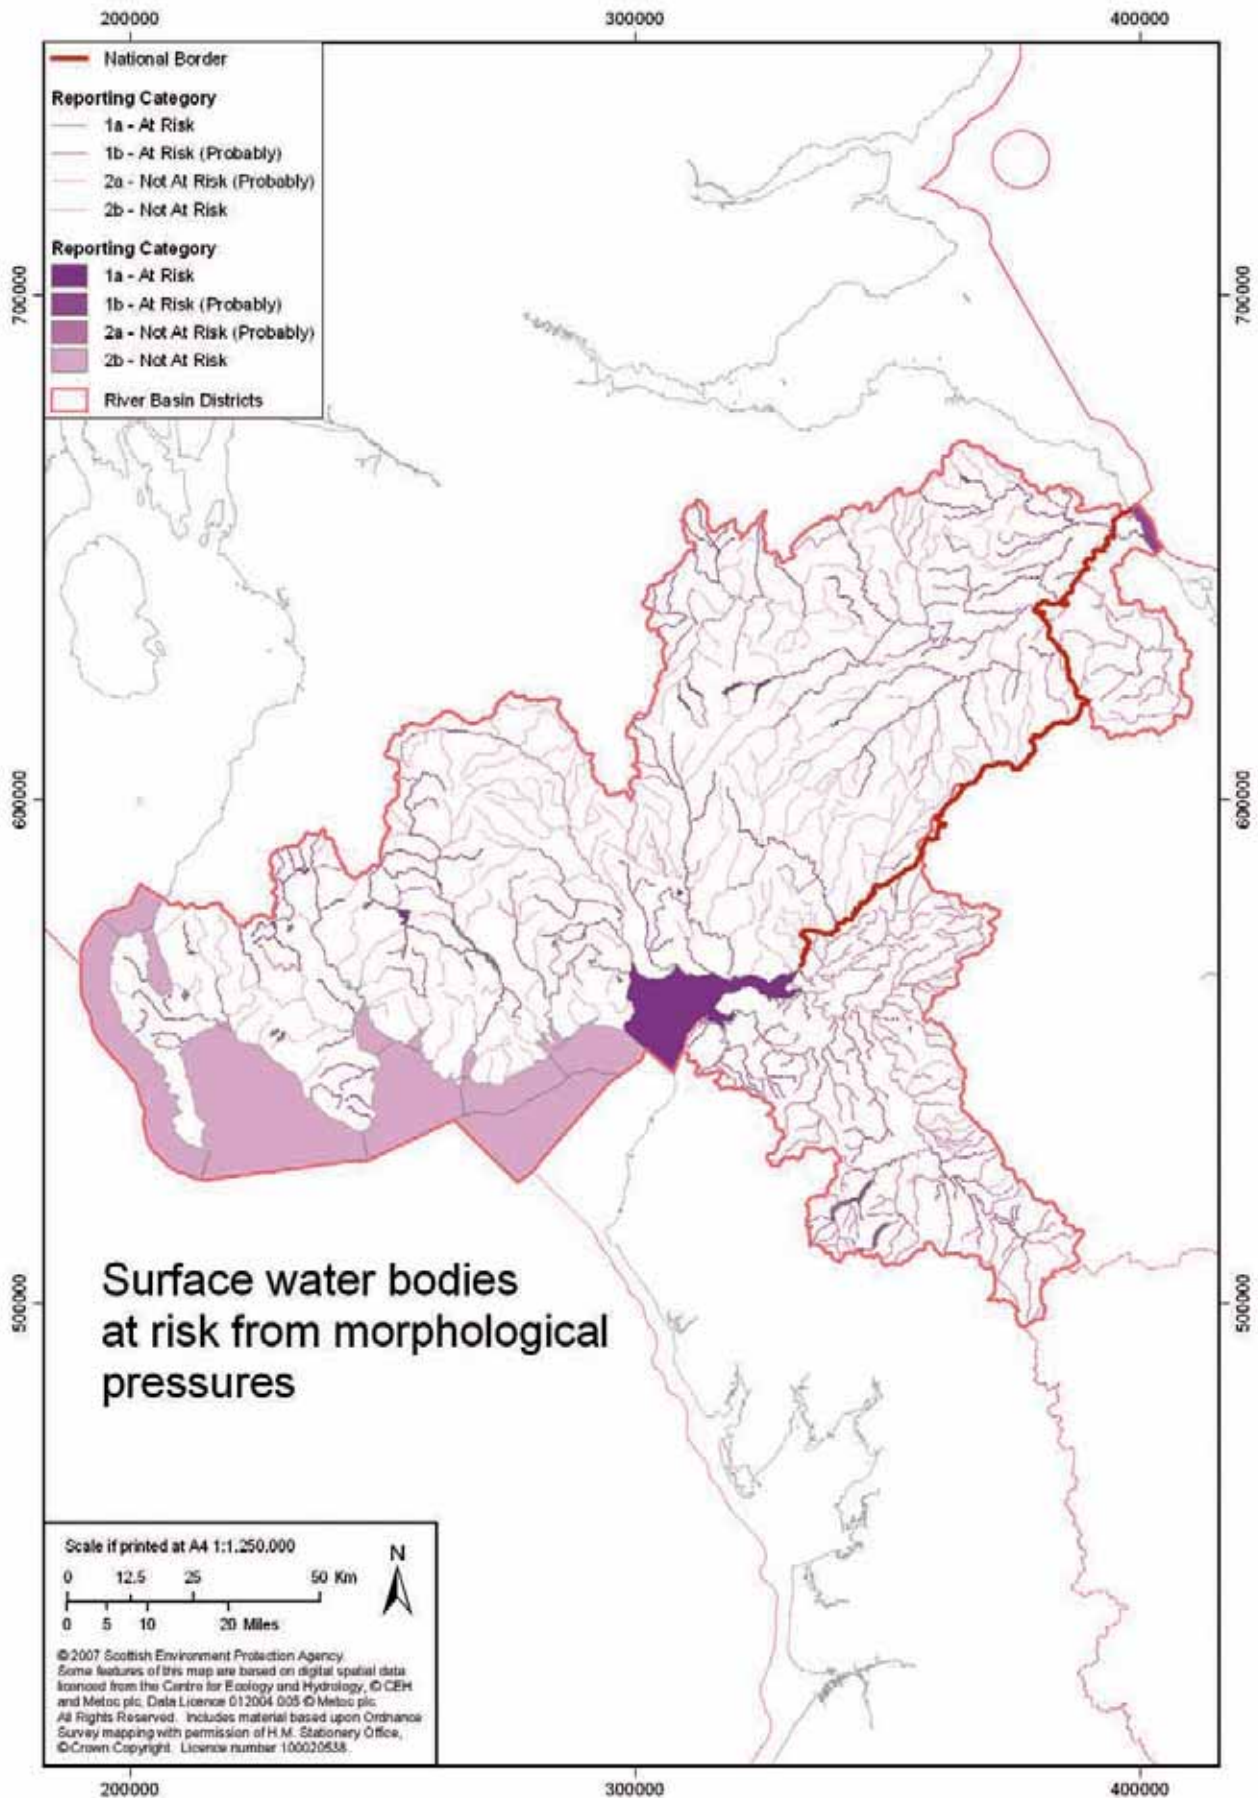 200000 300000 400000
National Border
Reporting Category
1a - At Risk
1b - At Risk (Probably)
2a - Not At Risk (Probably)
2b - Not At Risk
Reporting Category
1a - At Risk
1b - At Risk (Probably)
2a - Not At Risk (Probably)
2b - Not At Risk
River Basin Districts
700000 700000
600000 600000
500000 500000
Surface water bodies
at risk from morphological
pressures
Scale if printed at A4 1:1,250,000
N
0 12.5 25 50 Km
0 5 10 20 Miles
© 2007 Scottish Environment Protection Agency.
Some features of this map are based on digital spatial data
licenced from the Centre for Ecology and Hydrology, © CEH
and Metoc plc, Data Licence 012004.005 © Metoc plc.
All Rights Reserved. Includes material based upon Ordnance
Survey mapping with permission of H.M. Stationery Office,
© Crown Copyright. Licence number 100020538.
200000 300000 400000